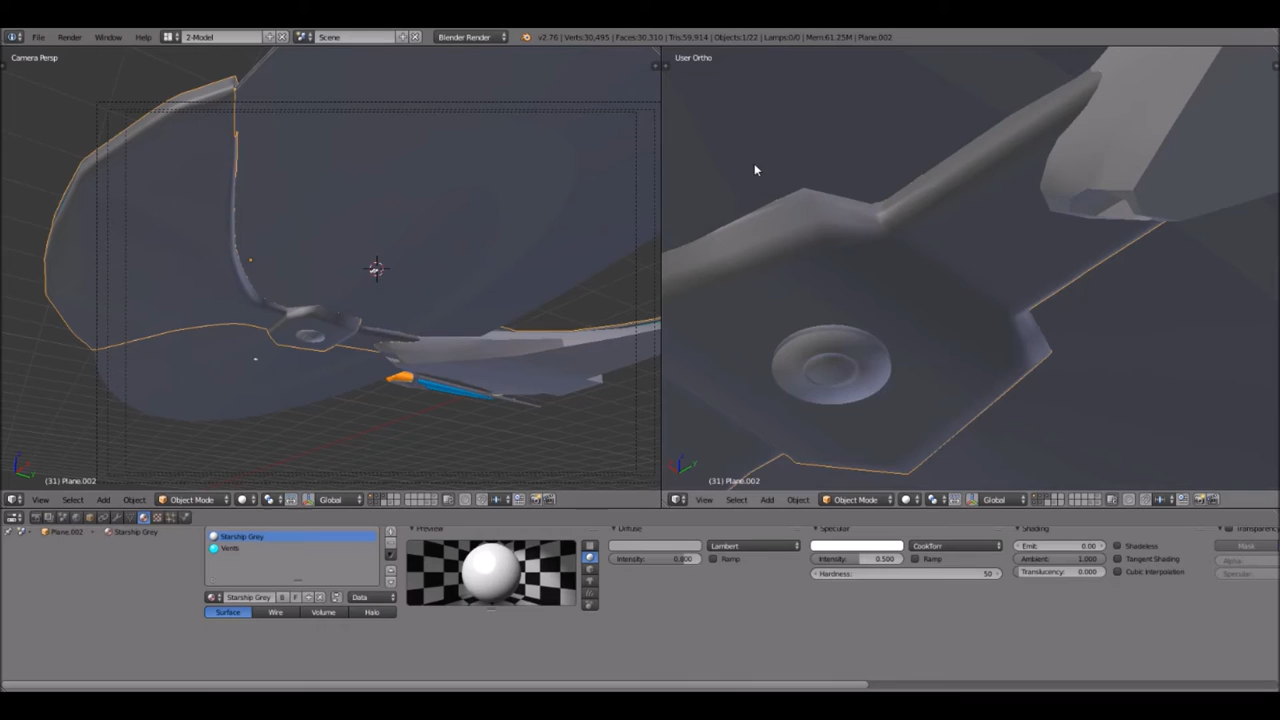 File Render Window Help 2-Model Scene Blender Render v2.76 | Verts:30,495 | Faces:30,310 | Tris:59,914 | Objects:1/22 | Lamps:0/0 | Mem:61.25M | Plane.002
Camera Persp
User Ortho
(31) Plane.002
(31) Plane.002
View Select Add Object Object Mode Global
View Select Add Object Object Mode Global
Plane.002 Starship Grey
Starship Grey
Vents
Starship Grey B F Data
Surface Wire Volume Halo
Preview
Diffuse
Lambert
Intensity: 0.800 Ramp
Specular
CookTorr
Intensity: 0.500 Ramp
Hardness: 50
Shading
Emit: 0.00 Shadeless
Ambient: 1.000 Tangent Shading
Translucency: 0.000 Cubic Interpolation
Transparency
Mask
Alpha:
Specular: